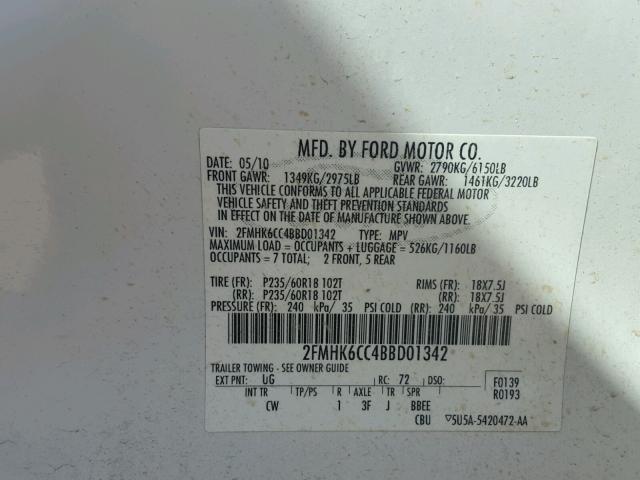 MFD. BY FORD MOTOR CO.
DATE: 05/10 GVWR: 2790KG/6150LB
FRONT GAWR: 1349KG/2975LB REAR GAWR: 1461KG/3220LB
THIS VEHICLE CONFORMS TO ALL APPLICABLE FEDERAL MOTOR
VEHICLE SAFETY AND THEFT PREVENTION STANDARDS
IN EFFECT ON THE DATE OF MANUFACTURE SHOWN ABOVE.
VIN: 2FMHK6CC4BBD01342 TYPE: MPV
MAXIMUM LOAD = OCCUPANTS + LUGGAGE = 526KG/1160LB
OCCUPANTS = 7 TOTAL; 2 FRONT, 5 REAR
TIRE (FR): P235/60R18 102T RIMS (FR): 18X7.5J
(RR): P235/60R18 102T (RR): 18X7.5J
PRESSURE (FR): 240 kPa/ 35 PSI COLD (RR): 240 kPa/ 35 PSI COLD
2FMHK6CC4BBD01342
TRAILER TOWING - SEE OWNER GUIDE
EXT PNT: UG RC: 72 DSO: F0139
INT TR TP/PS R AXLE TR SPR R0193
CW 1 3F J BBEE
CBU ▽5U5A-5420472-AA